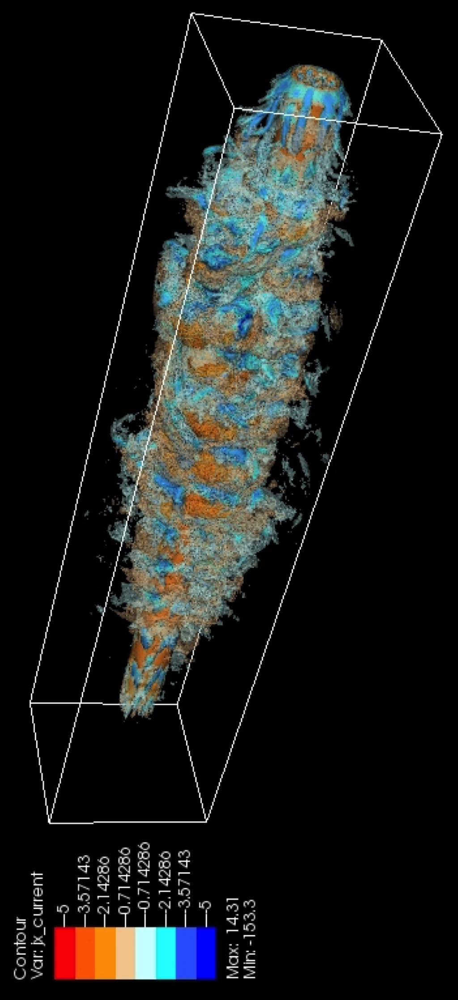 Contour
Var: jx_current
5
3.57143
2.14286
0.714286
-0.714286
-2.14286
-3.57143
-5
Max: 14.31
Min: -153.3